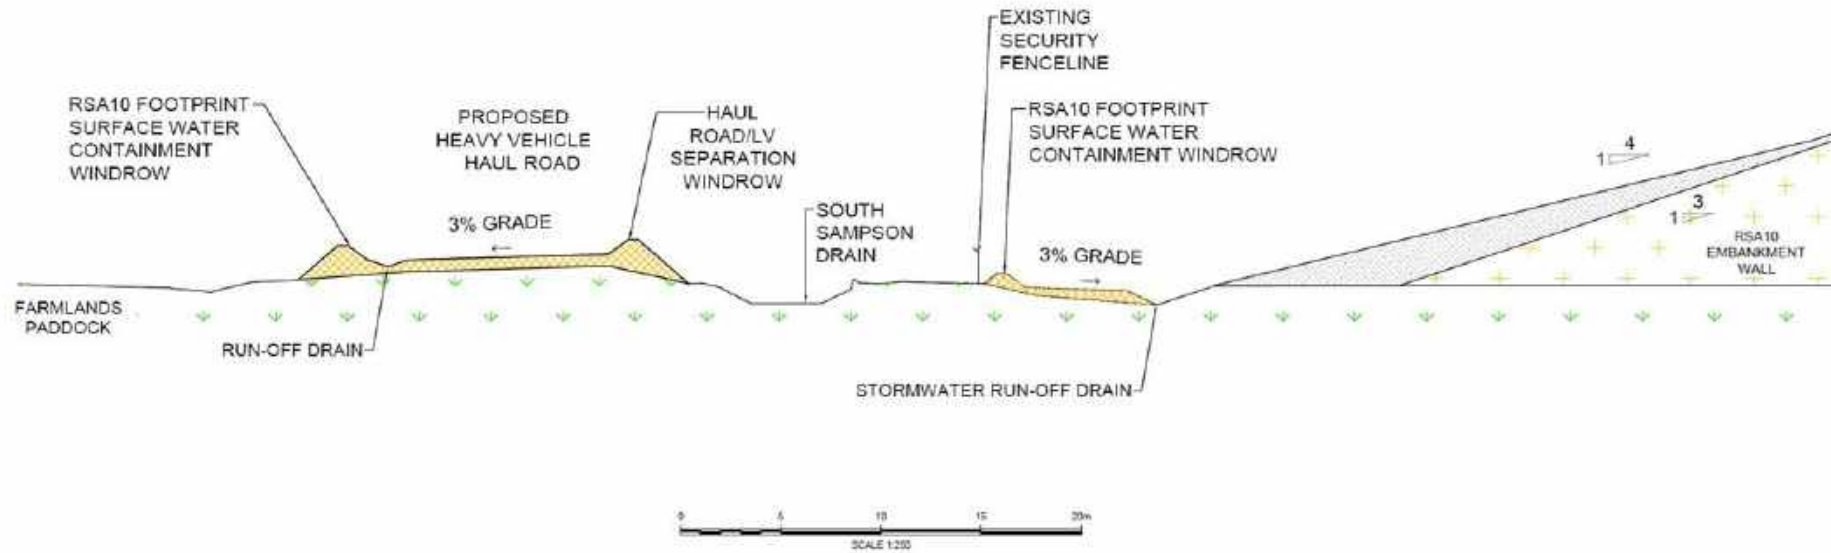 EXISTING
SECURITY
FENCELINE
RSA10 FOOTPRINT
SURFACE WATER
CONTAINMENT
WINDROW
PROPOSED
HEAVY VEHICLE
HAUL ROAD
HAUL
ROAD/LV
SEPARATION
WINDROW
RSA10 FOOTPRINT
SURFACE WATER
CONTAINMENT WINDROW
4
1
3
1
3% GRADE
SOUTH
SAMPSON
DRAIN
3% GRADE
RSA10
EMBANKMENT
WALL
FARMLANDS
PADDOCK
RUN-OFF DRAIN
STORMWATER RUN-OFF DRAIN
0 5 10 15 20m
SCALE 1:250